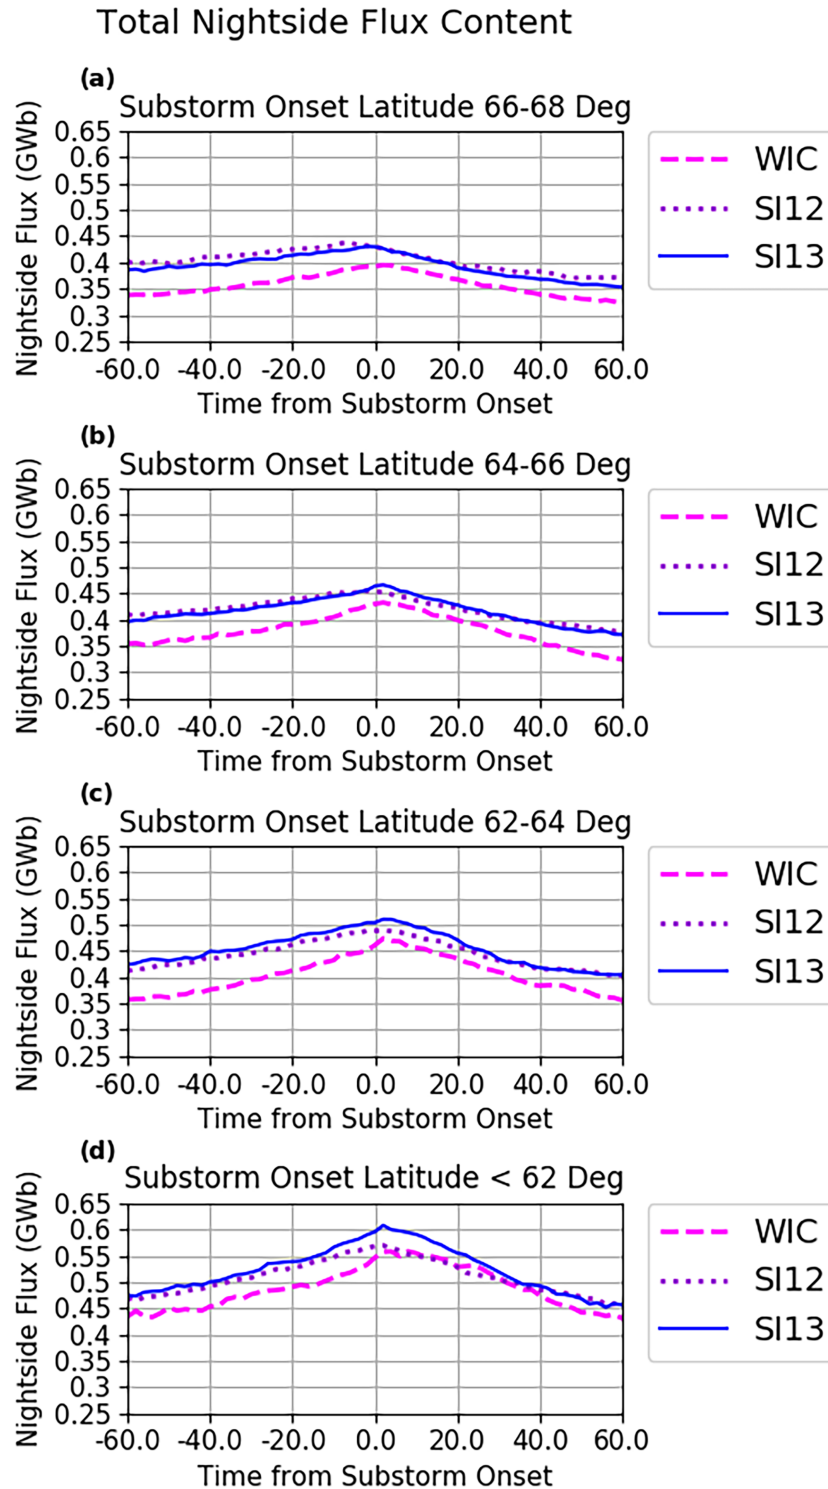 Total Nightside Flux Content
(a)
Substorm Onset Latitude 66-68 Deg
Nightside Flux (GWb)
0.65
0.6
0.55
0.5
0.45
0.4
0.35
0.3
0.25
-60.0 -40.0 -20.0 0.0 20.0 40.0 60.0
Time from Substorm Onset
WIC
SI12
SI13
(b)
Substorm Onset Latitude 64-66 Deg
Nightside Flux (GWb)
0.65
0.6
0.55
0.5
0.45
0.4
0.35
0.3
0.25
-60.0 -40.0 -20.0 0.0 20.0 40.0 60.0
Time from Substorm Onset
WIC
SI12
SI13
(c)
Substorm Onset Latitude 62-64 Deg
Nightside Flux (GWb)
0.65
0.6
0.55
0.5
0.45
0.4
0.35
0.3
0.25
-60.0 -40.0 -20.0 0.0 20.0 40.0 60.0
Time from Substorm Onset
WIC
SI12
SI13
(d)
Substorm Onset Latitude < 62 Deg
Nightside Flux (GWb)
0.65
0.6
0.55
0.5
0.45
0.4
0.35
0.3
0.25
-60.0 -40.0 -20.0 0.0 20.0 40.0 60.0
Time from Substorm Onset
WIC
SI12
SI13